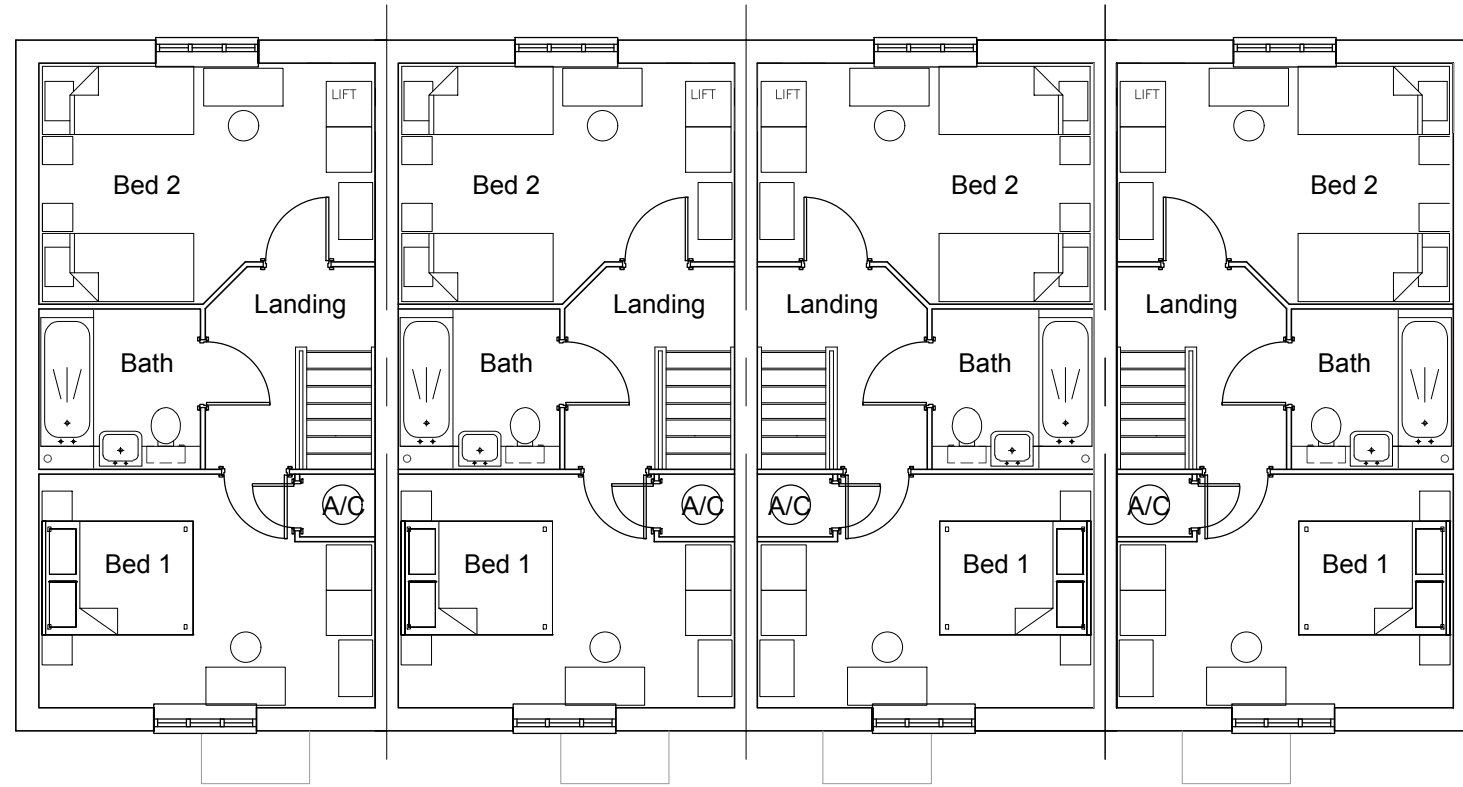 LIFT LIFT LIFT LIFT
Bed 2 Bed 2 Bed 2 Bed 2
Landing Landing Landing Landing
Bath Bath Bath Bath
A/C A/C A/C A/C
Bed 1 Bed 1 Bed 1 Bed 1